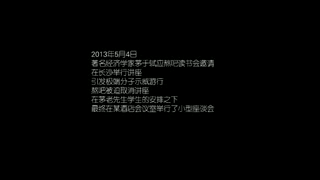 2013年5月4日
著名经济学家茅于轼应熬吧读书会邀请
在长沙举行讲座
引发极端分子示威游行
熬吧被迫取消讲座
在茅老先生学生的安排之下
最终在某酒店会议室举行了小型座谈会